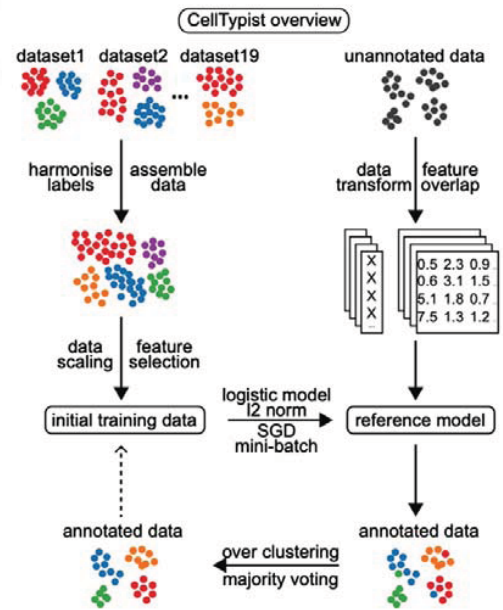 CellTypist overview
dataset1 dataset2 dataset19
...
unannotated data
harmonise labels
assemble data
data transform
feature overlap
X
X
X
X
...
0.5 2.3 0.9
0.6 3.1 1.5
5.1 1.8 0.7
7.5 1.3 1.2
data scaling
feature selection
initial training data
logistic model
l2 norm
SGD
mini-batch
reference model
annotated data
over clustering
majority voting
annotated data